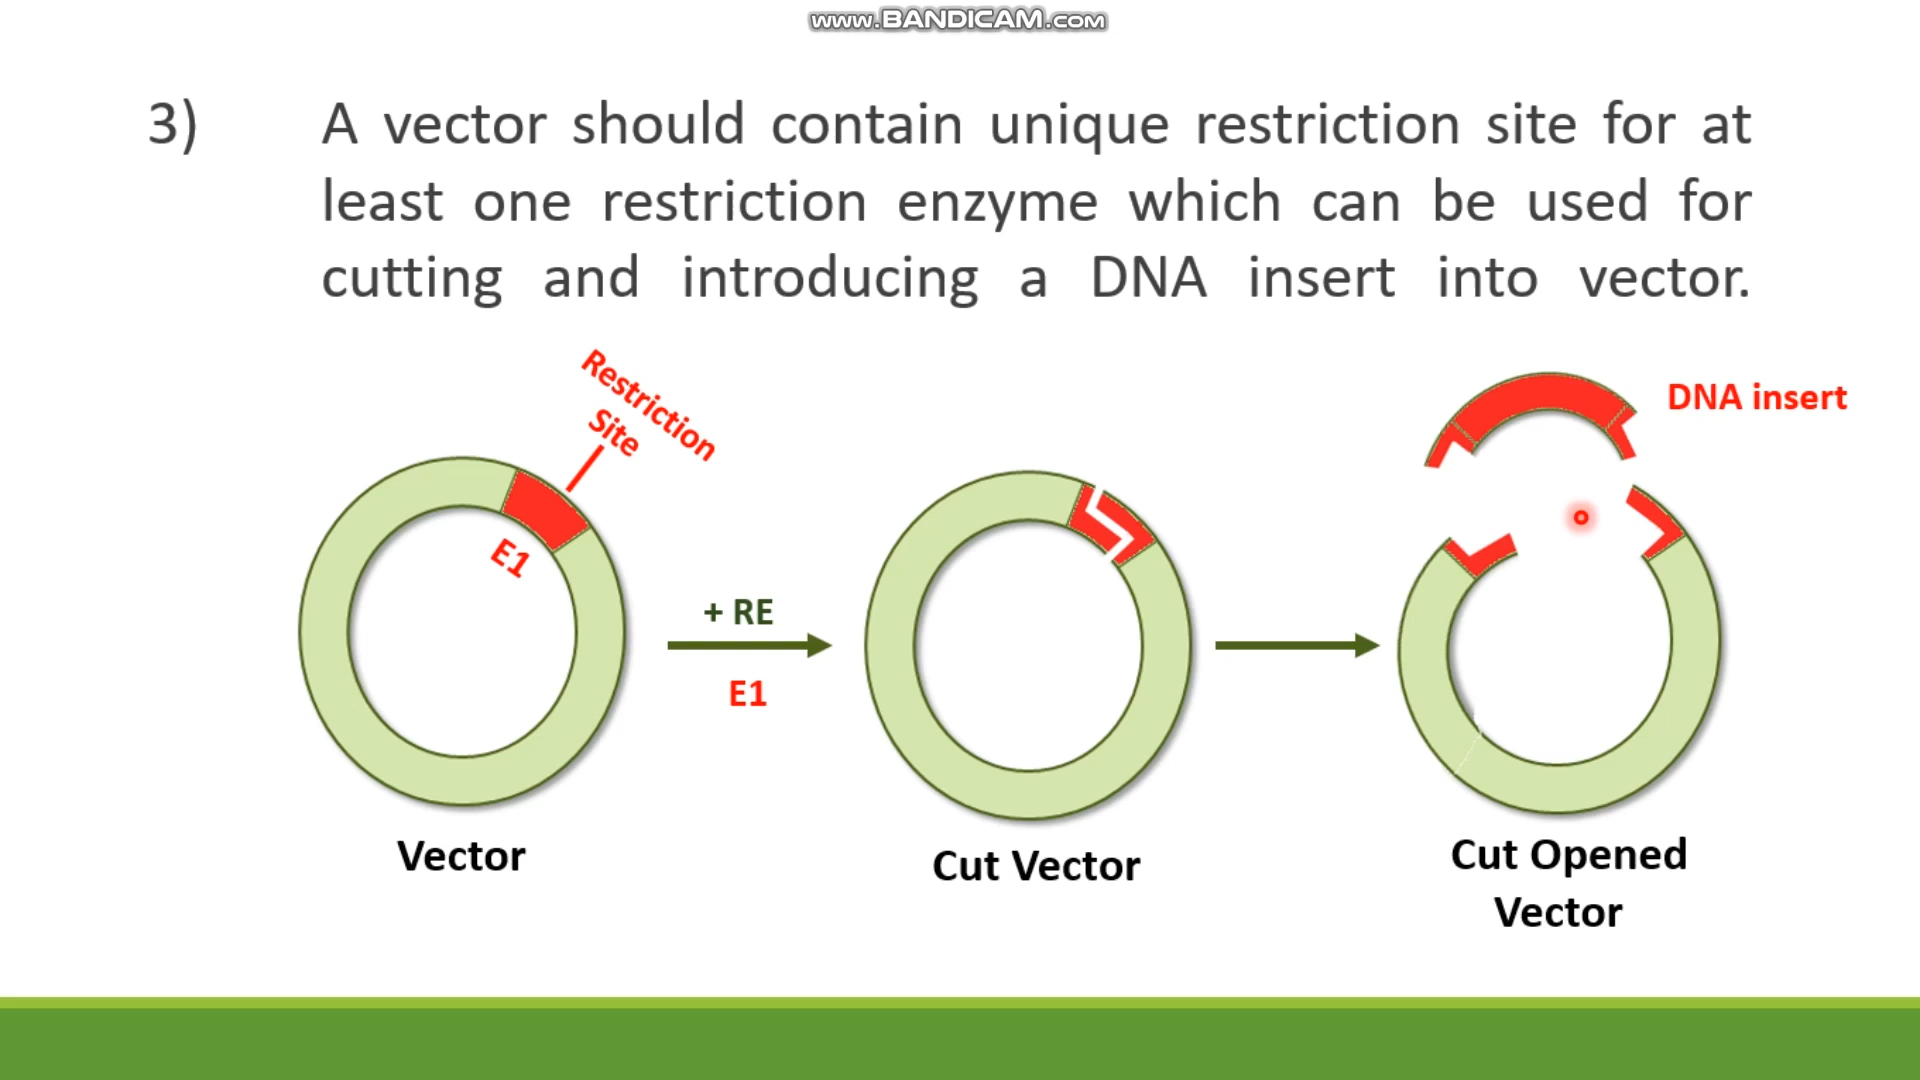 www.BANDICAM.com
3) A vector should contain unique restriction site for at
least one restriction enzyme which can be used for
cutting and introducing a DNA insert into vector.
Restriction
Site
E1
+ RE
E1
DNA insert
Vector
Cut Vector
Cut Opened
Vector